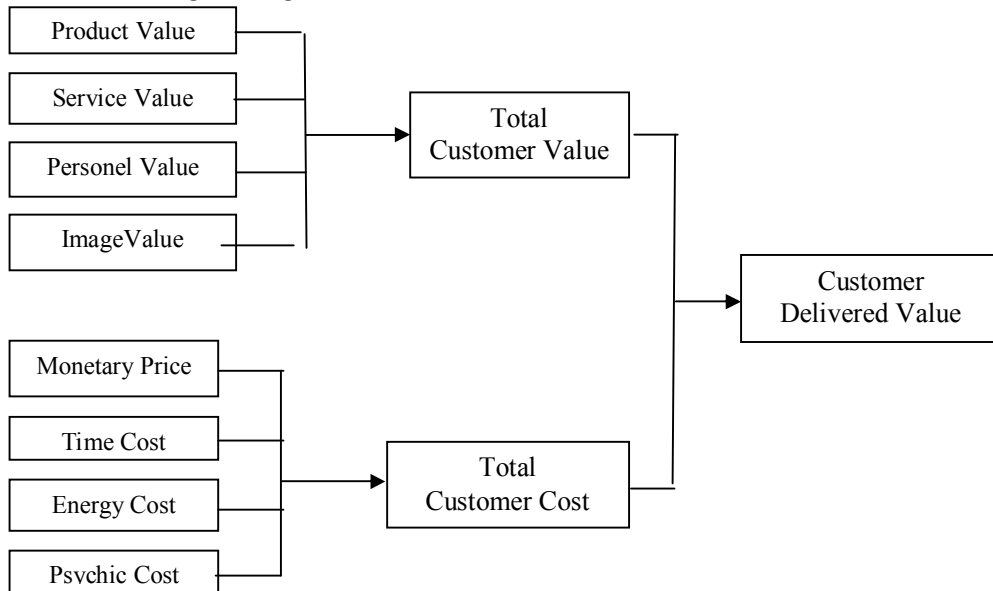 Product Value
Service Value
Personel Value
ImageValue
Total
Customer Value
Customer
Delivered Value
Monetary Price
Time Cost
Energy Cost
Psychic Cost
Total
Customer Cost